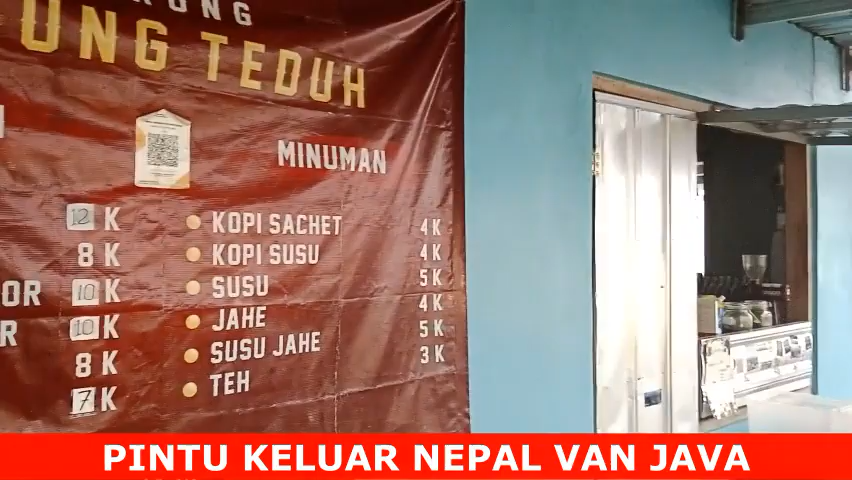 UNG TEDUH
MINUMAN
12 K
8 K
10 K
10 K
8 K
7 K
KOPI SACHET 4K
KOPI SUSU 4K
SUSU 5K
JAHE 4K
SUSU JAHE 5K
TEH 3K
PINTU KELUAR NEPAL VAN JAVA